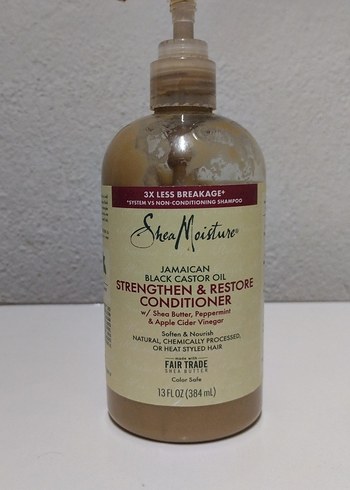 3X LESS BREAKAGE*
*SYSTEM VS NON-CONDITIONING SHAMPOO
SheaMoisture®
JAMAICAN
BLACK CASTOR OIL
STRENGTHEN & RESTORE
CONDITIONER
w/ Shea Butter, Peppermint
& Apple Cider Vinegar
Soften & Nourish
NATURAL, CHEMICALLY PROCESSED,
OR HEAT STYLED HAIR
made with
FAIR TRADE
SHEA BUTTER
Color Safe
13 FL OZ (384 mL)